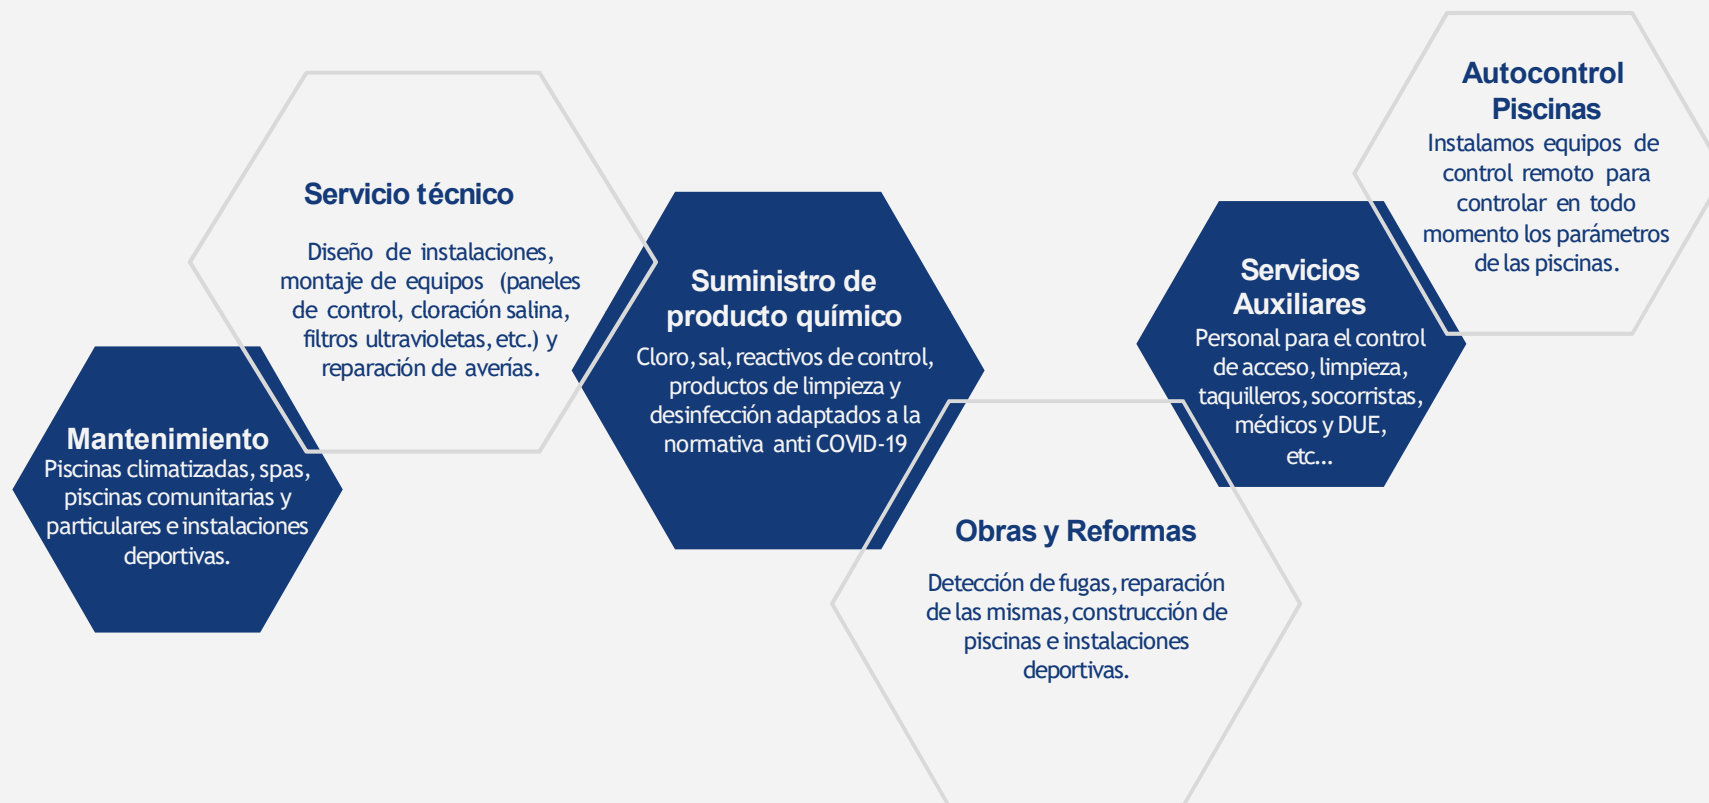 Mantenimiento
Piscinas climatizadas, spas,
piscinas comunitarias y
particulares e instalaciones
deportivas.
Servicio técnico
Diseño de instalaciones,
montaje de equipos (paneles
de control, cloración salina,
filtros ultravioletas, etc.) y
reparación de averías.
Suministro de
producto químico
Cloro, sal, reactivos de control,
productos de limpieza y
desinfección adaptados a la
normativa anti COVID-19
Obras y Reformas
Detección de fugas, reparación
de las mismas, construcción de
piscinas e instalaciones
deportivas.
Servicios
Auxiliares
Personal para el control
de acceso, limpieza,
taquilleros, socorristas,
médicos y DUE,
etc...
Autocontrol
Piscinas
Instalamos equipos de
control remoto para
controlar en todo
momento los parámetros
de las piscinas.